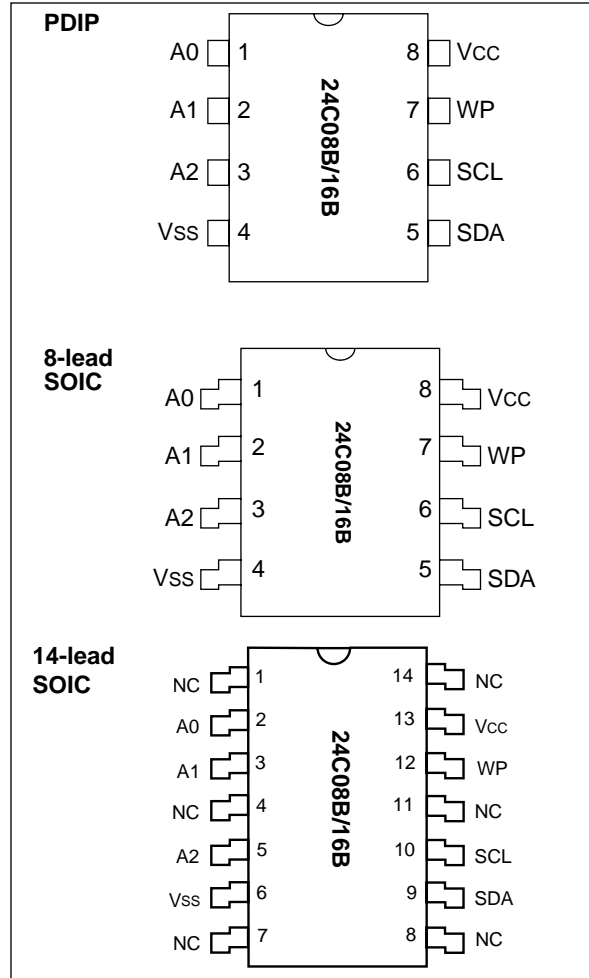 PDIP
A0 1 8 VCC
A1 2 7 WP
A2 3 6 SCL
VSS 4 5 SDA
24C08B/16B
8-lead
SOIC
A0 1 8 VCC
A1 2 7 WP
A2 3 6 SCL
VSS 4 5 SDA
24C08B/16B
14-lead
SOIC
NC 1 14 NC
A0 2 13 VCC
A1 3 12 WP
NC 4 11 NC
A2 5 10 SCL
VSS 6 9 SDA
NC 7 8 NC
24C08B/16B